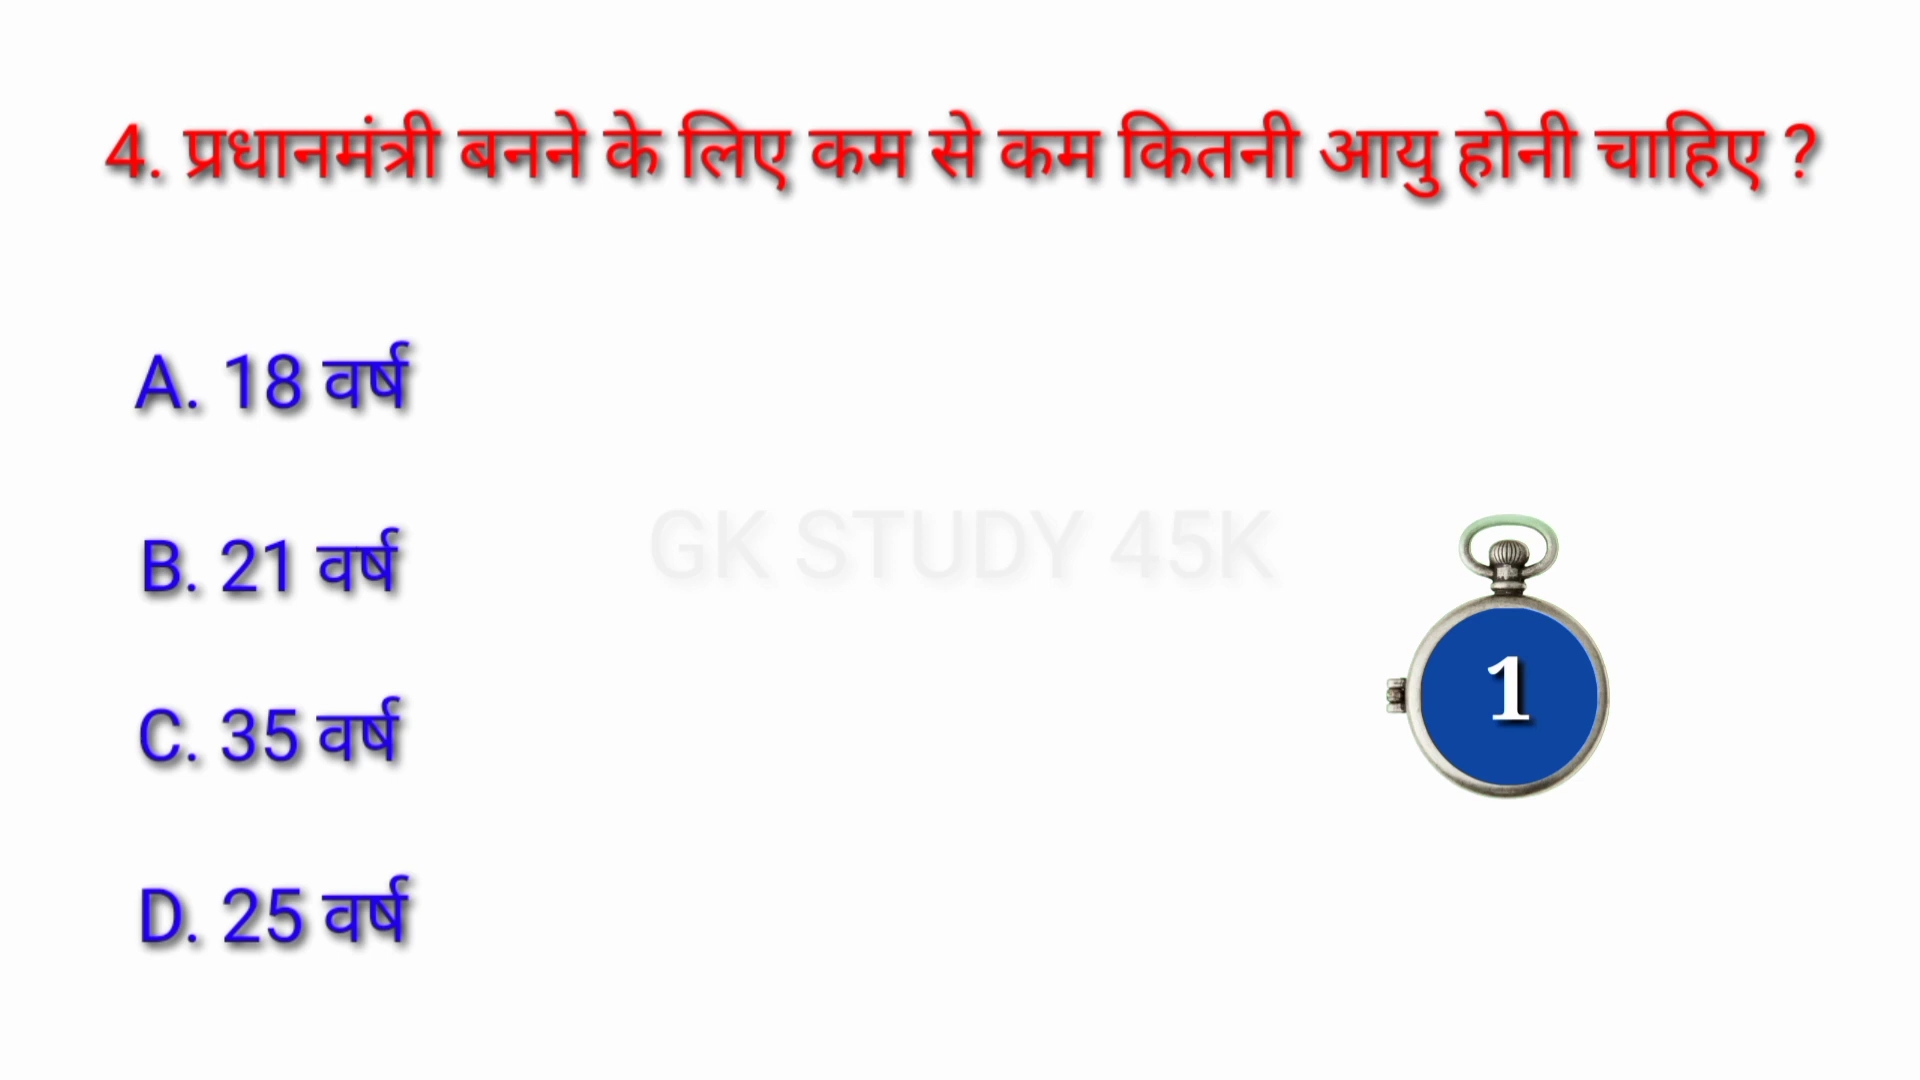 4. प्रधानमंत्री बनने के लिए कम से कम कितनी आयु होनी चाहिए ?
A. 18 वर्ष
B. 21 वर्ष
GK STUDY 45K
1
C. 35 वर्ष
D. 25 वर्ष